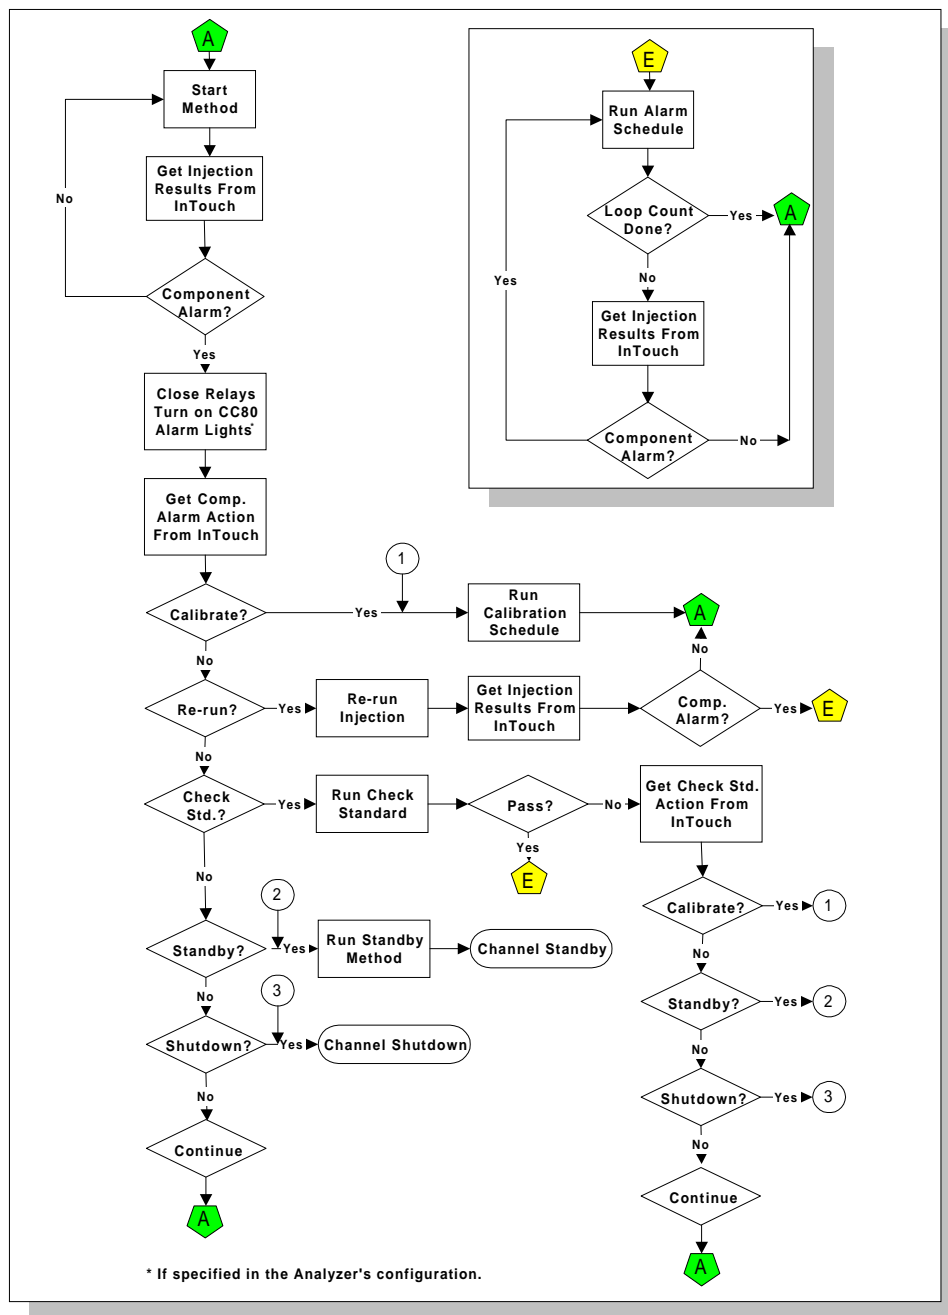 A
Start
Method
Get Injection
Results From
InTouch
No
Component
Alarm?
Yes
Close Relays
Turn on CC80
Alarm Lights*
Get Comp.
Alarm Action
From InTouch
E
Run Alarm
Schedule
Loop Count
Done?
Yes
A
No
Yes
Get Injection
Results From
InTouch
Component
Alarm?
No
1
Calibrate?
Yes
Run
Calibration
Schedule
A
No
No
Re-run?
Yes
Re-run
Injection
Get Injection
Results From
InTouch
Comp.
Alarm?
Yes
E
No
Check
Std.?
Yes
Run Check
Standard
Pass?
No
Get Check Std.
Action From
InTouch
Yes
E
No
2
Standby?
Yes
Run Standby
Method
Channel Standby
No
3
Shutdown?
Yes
Channel Shutdown
No
Continue
A
Calibrate?
Yes
1
No
Standby?
Yes
2
No
Shutdown?
Yes
3
No
Continue
A
* If specified in the Analyzer's configuration.